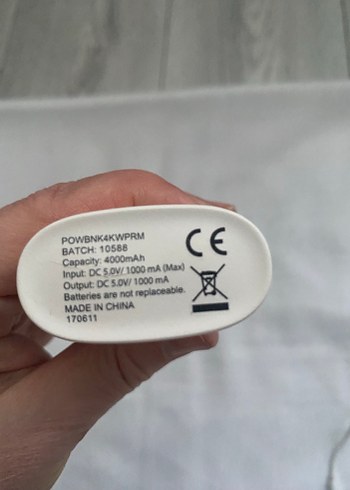 POWBNK4KWPRM
BATCH: 10588
Capacity: 4000mAh
Input: DC 5.0V/ 1000 mA (Max)
Output: DC 5.0V/ 1000 mA
Batteries are not replaceable.
MADE IN CHINA
170611
CE